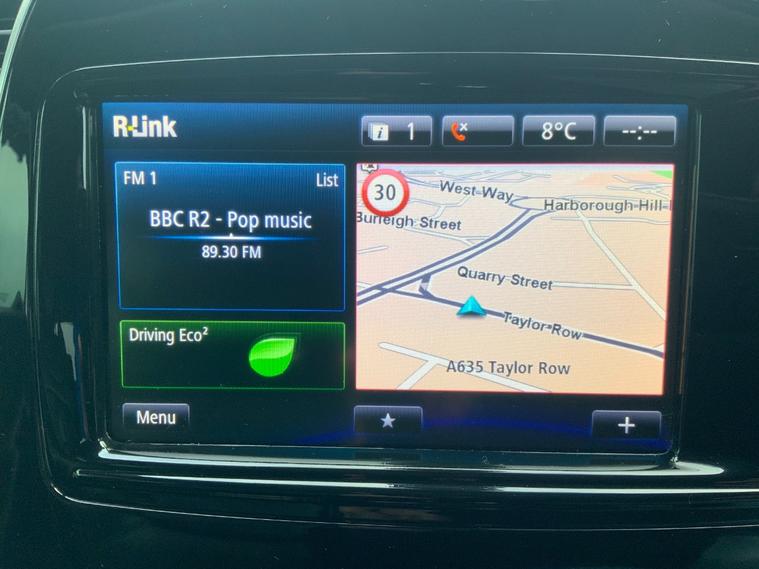 R-Link
i 1
8°C
--:--
FM 1
List
BBC R2 - Pop music
89.30 FM
Driving Eco²
30
West Way
Harborough Hill
Burleigh Street
Quarry Street
Taylor Row
A635 Taylor Row
Menu
+